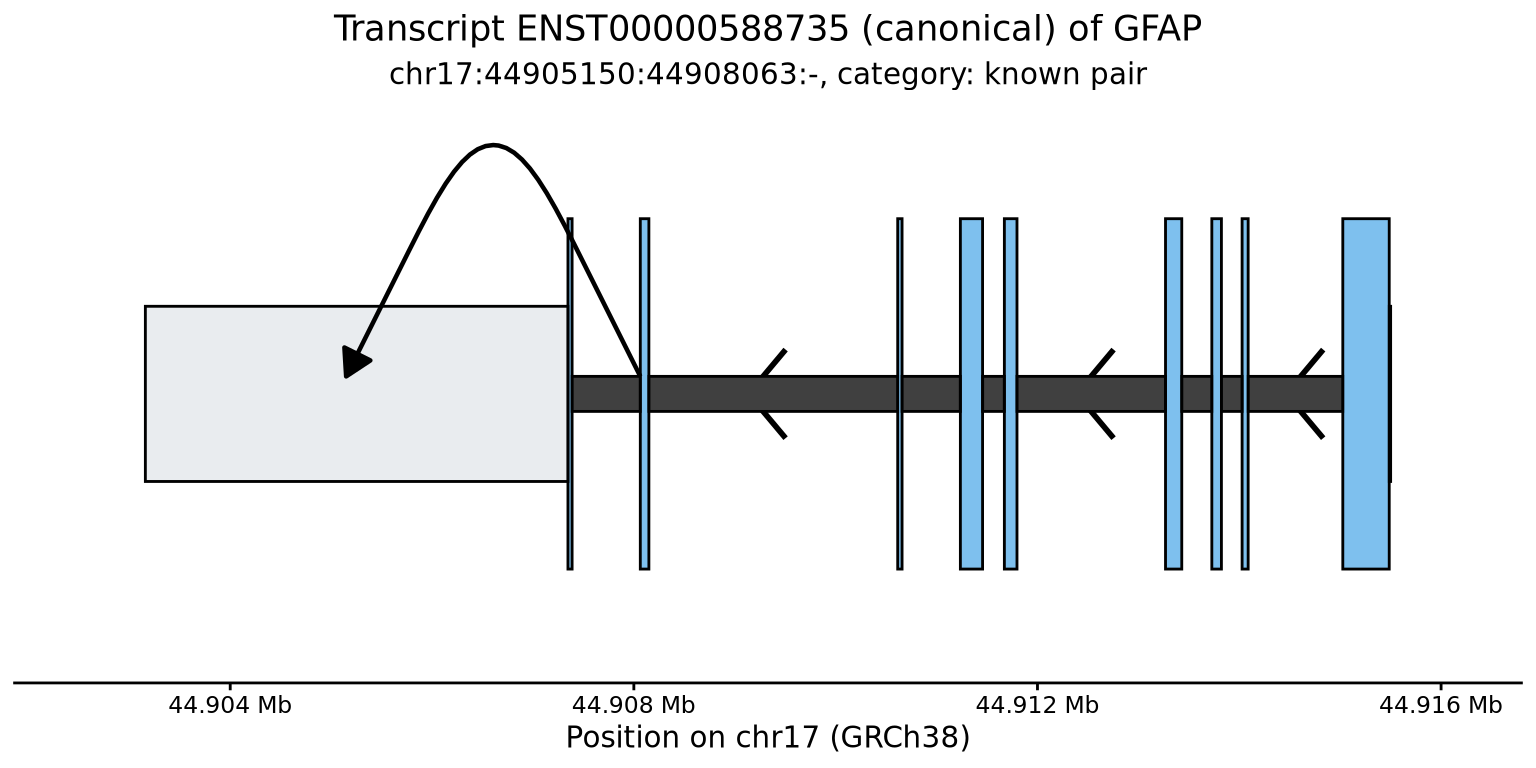 Transcript ENST00000588735 (canonical) of GFAP
chr17:44905150:44908063:-, category: known pair
44.904 Mb
44.908 Mb
44.912 Mb
44.916 Mb
Position on chr17 (GRCh38)